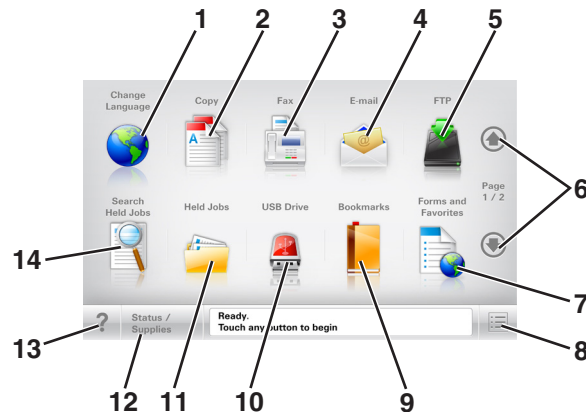 1
2
3
4
5
Change
Language
Copy
Fax
E-mail
FTP
A
@
6
Page
1 / 2
Search
Held Jobs
Held Jobs
USB Drive
Bookmarks
Forms and
Favorites
14
7
?
Status /
Supplies
Ready.
Touch any button to begin
13
12
11
10
9
8